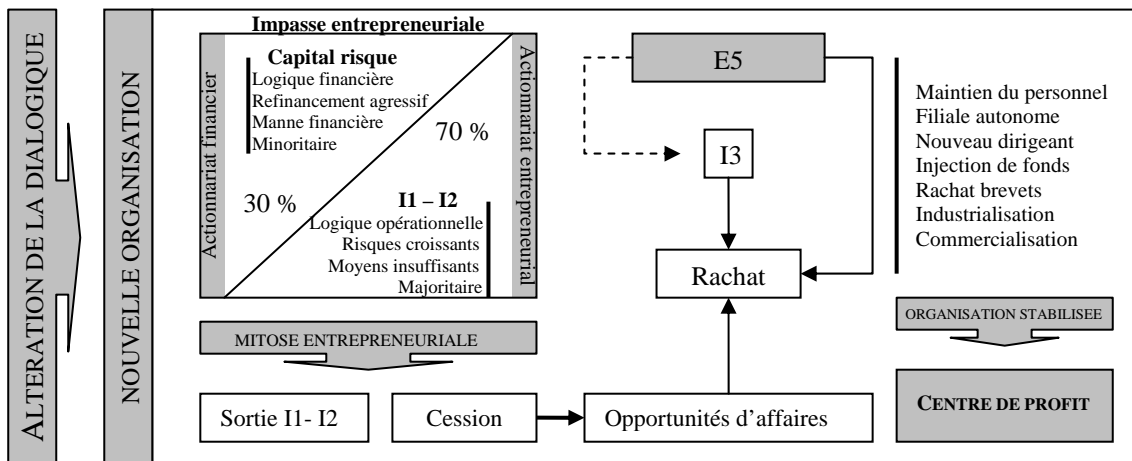 ALTERATION DE LA DIALOGIQUE
NOUVELLE ORGANISATION
Impasse entrepreneuriale
Actionnariat financier
Capital risque
Logique financière
Refinancement agressif
Manne financière
Minoritaire
70 %
30 %
I1 – I2
Logique opérationnelle
Risques croissants
Moyens insuffisants
Majoritaire
Actionnariat entrepreneurial
MITOSE ENTREPRENEURIALE
Sortie I1- I2
Cession
Opportunités d’affaires
E5
I3
Rachat
Maintien du personnel
Filiale autonome
Nouveau dirigeant
Injection de fonds
Rachat brevets
Industrialisation
Commercialisation
ORGANISATION STABILISEE
CENTRE DE PROFIT